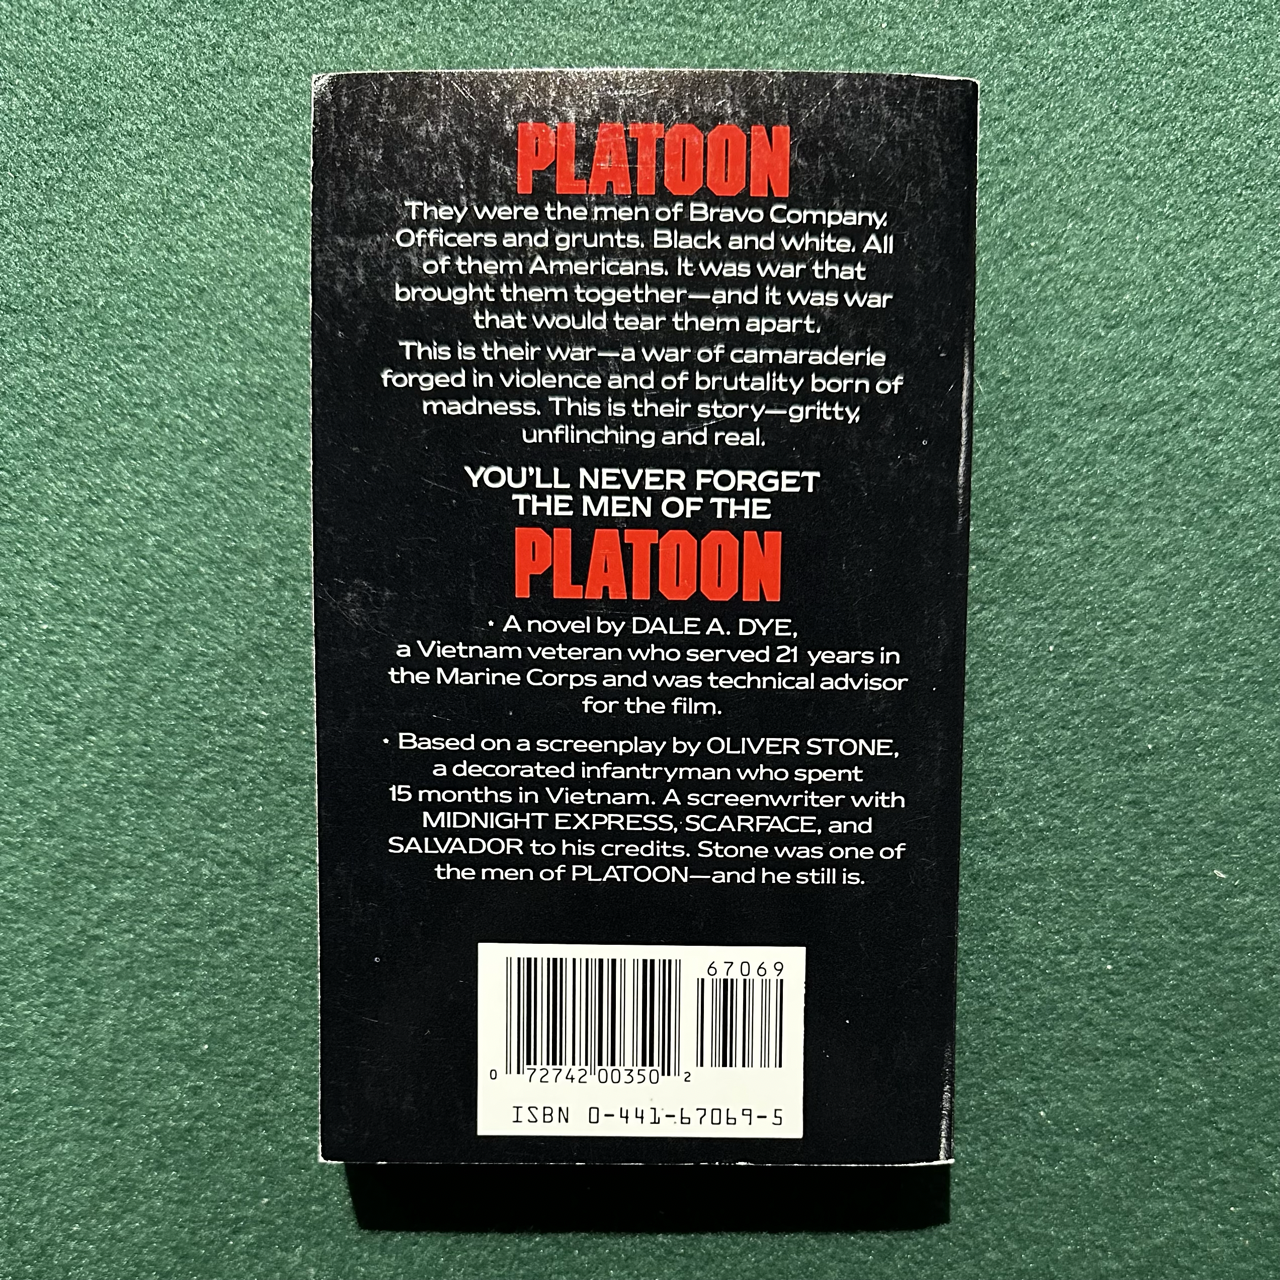 PLATOON
They were the men of Bravo Company.
Officers and grunts. Black and white. All
of them Americans. It was war that
brought them together—and it was war
that would tear them apart.
This is their war—a war of camaraderie
forged in violence and of brutality born of
madness. This is their story—gritty,
unflinching and real.
YOU'LL NEVER FORGET
THE MEN OF THE
PLATOON
• A novel by DALE A. DYE,
a Vietnam veteran who served 21 years in
the Marine Corps and was technical advisor
for the film.
• Based on a screenplay by OLIVER STONE,
a decorated infantryman who spent
15 months in Vietnam. A screenwriter with
MIDNIGHT EXPRESS, SCARFACE, and
SALVADOR to his credits. Stone was one of
the men of PLATOON—and he still is.
67069
0 72742 00350 2
ISBN 0-441-67069-5